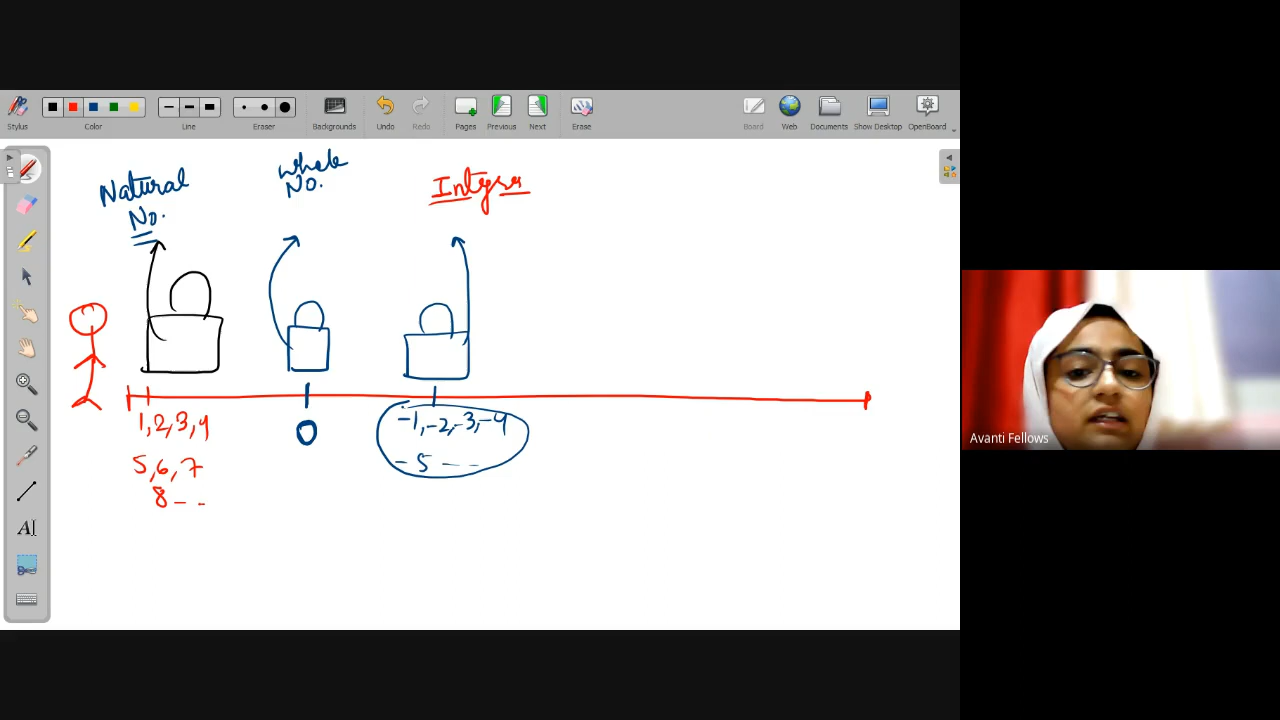 Stylus
Color
Line
Eraser
Backgrounds
Undo
Redo
Pages
Previous
Next
Erase
Board
Web
Documents
Show Desktop
OpenBoard
Natural
No.
Whole
No.
Integers
1, 2, 3, 4
5, 6, 7
8 - -
0
-1, -2, -3, -4
-5 - - -
Avanti Fellows